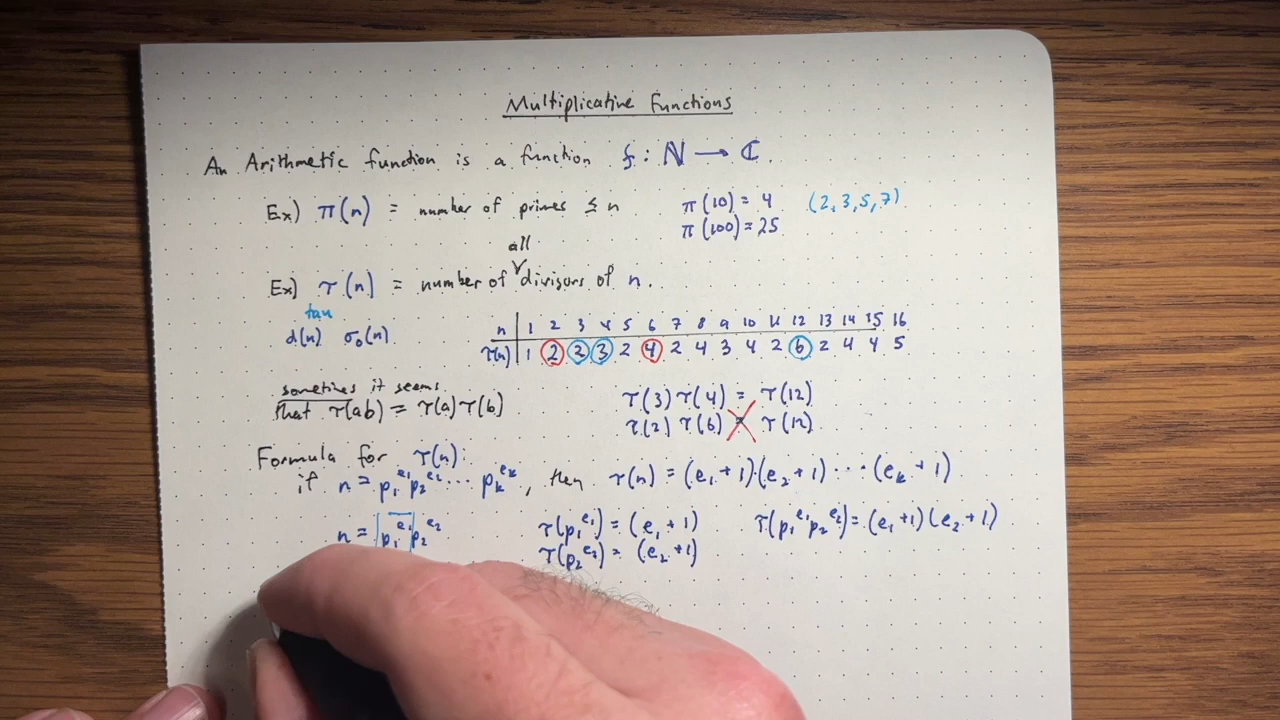 Multiplicative Functions
An Arithmetic function is a function f : ℕ → ℂ.
Ex) π(n) = number of primes ≤ n
π(10) = 4 (2,3,5,7)
π(100) = 25
all
Ex) τ(n) = number of divisors of n.
tau
d(n) σ₀(n)
n 1 2 3 4 5 6 7 8 9 10 11 12 13 14 15 16
τ(n) 1 2 2 3 2 4 2 4 3 4 2 6 2 4 4 5
sometimes it seems
that τ(ab) = τ(a)τ(b)
τ(3)τ(4) = τ(12)
τ(2)τ(6) = τ(12)
Formula for τ(n):
if n = p₁^e₁ p₂^e₂ ⋯ pₖ^eₖ, then τ(n) = (e₁+1)·(e₂+1)⋯(eₖ+1)
n = p₁^e₁ p₂^e₂
τ(p₁^e₁) = (e₁+1)
τ(p₂^e₂) = (e₂+1)
τ(p₁^e₁ p₂^e₂) = (e₁+1)(e₂+1)